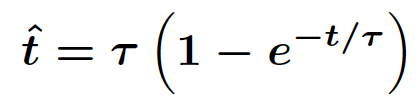 t̂ = τ (1 − e^{−t/τ})